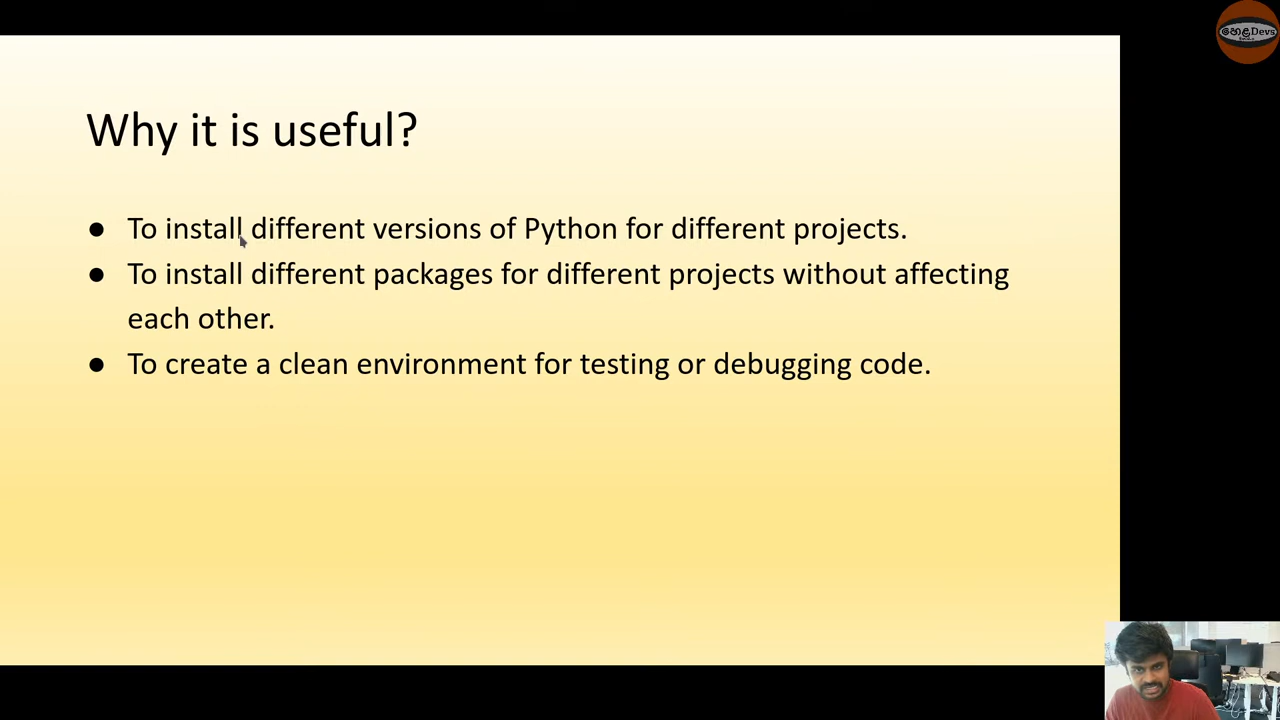 හෙළDevs
Why it is useful?
● To install different versions of Python for different projects.
● To install different packages for different projects without affecting
each other.
● To create a clean environment for testing or debugging code.